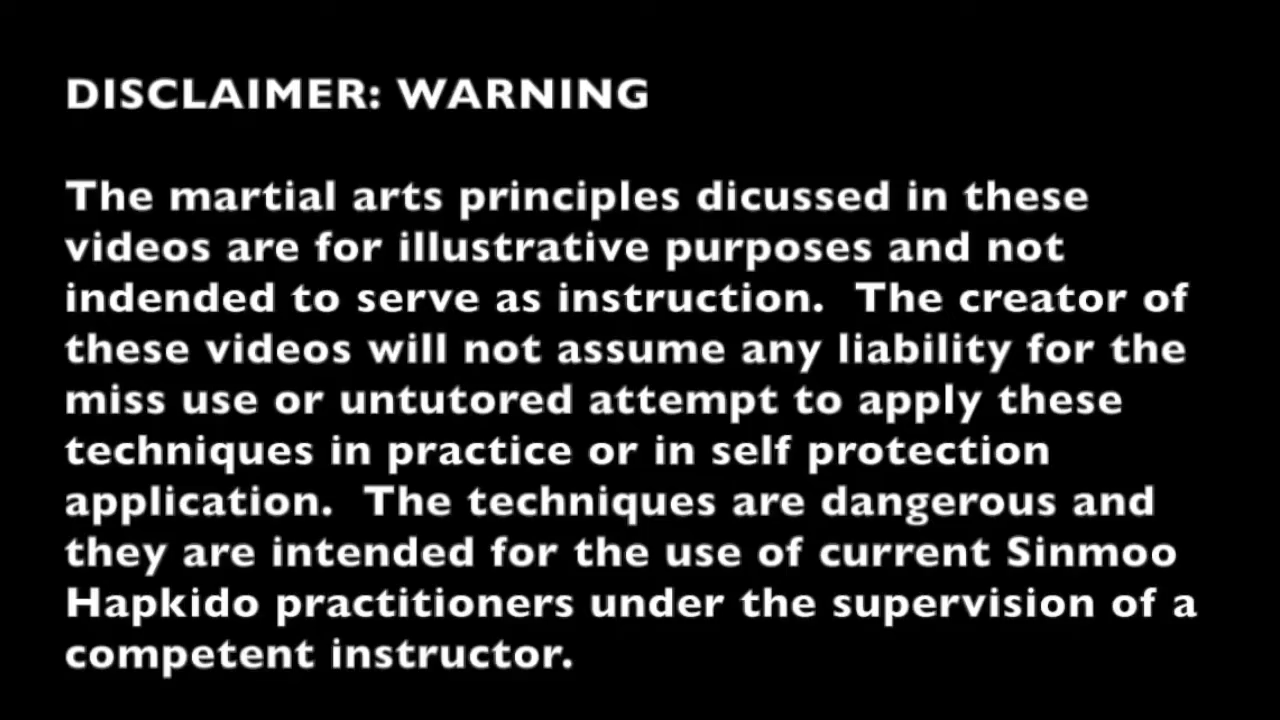 DISCLAIMER: WARNING
The martial arts principles dicussed in these
videos are for illustrative purposes and not
indended to serve as instruction.  The creator of
these videos will not assume any liability for the
miss use or untutored attempt to apply these
techniques in practice or in self protection
application.  The techniques are dangerous and
they are intended for the use of current Sinmoo
Hapkido practitioners under the supervision of a
competent instructor.